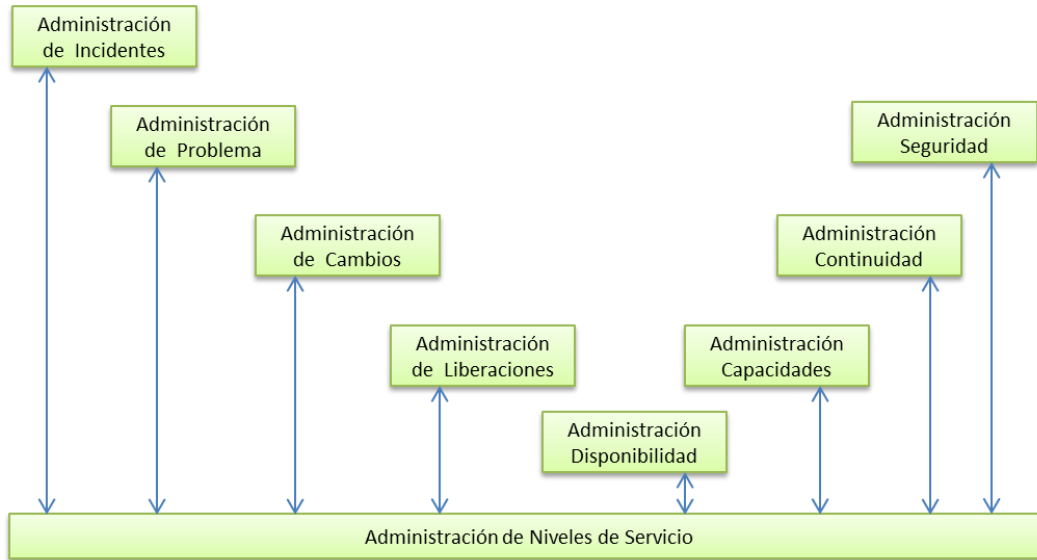 Administración
de Incidentes
Administración
de Problema
Administración
Seguridad
Administración
de Cambios
Administración
Continuidad
Administración
de Liberaciones
Administración
Capacidades
Administración
Disponibilidad
Administración de Niveles de Servicio